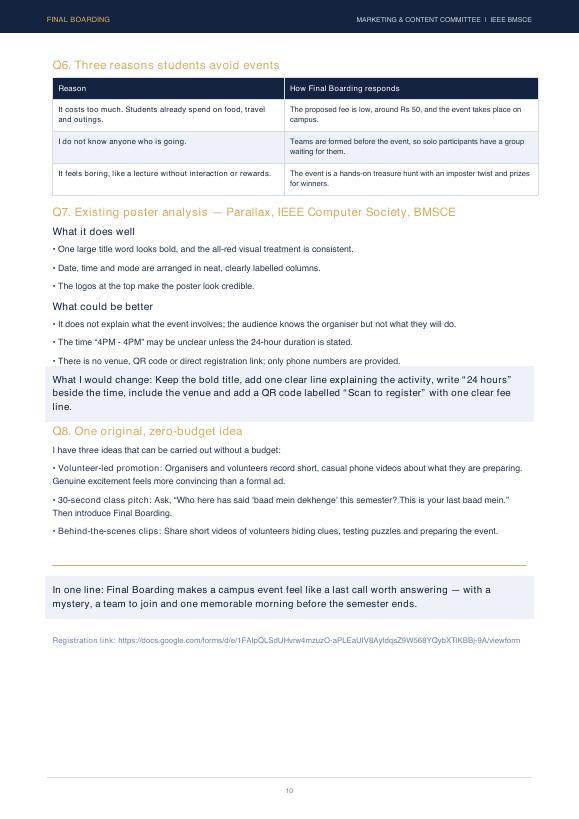 FINAL BOARDING
MARKETING & CONTENT COMMITTEE | IEEE BMSCE
Q6. Three reasons students avoid events
Reason
How Final Boarding responds
It costs too much. Students already spend on food, travel
and outings.
The proposed fee is low, around Rs 50, and the event takes place on
campus.
I do not know anyone who is going.
Teams are formed before the event, so solo participants have a group
waiting for them.
It feels boring, like a lecture without interaction or rewards.
The event is a hands-on treasure hunt with an imposter twist and prizes
for winners.
Q7. Existing poster analysis — Parallax, IEEE Computer Society, BMSCE
What it does well
• One large title word looks bold, and the all-red visual treatment is consistent.
• Date, time and mode are arranged in neat, clearly labelled columns.
• The logos at the top make the poster look credible.
What could be better
• It does not explain what the event involves; the audience knows the organiser but not what they will do.
• The time “4PM - 4PM” may be unclear unless the 24-hour duration is stated.
• There is no venue, QR code or direct registration link; only phone numbers are provided.
What I would change: Keep the bold title, add one clear line explaining the activity, write “24 hours”
beside the time, include the venue and add a QR code labelled “Scan to register” with one clear fee
line.
Q8. One original, zero-budget idea
I have three ideas that can be carried out without a budget:
• Volunteer-led promotion: Organisers and volunteers record short, casual phone videos about what they are preparing.
Genuine excitement feels more convincing than a formal ad.
• 30-second class pitch: Ask, “Who here has said ‘baad mein dekhenge’ this semester? This is your last baad mein.”
Then introduce Final Boarding.
• Behind-the-scenes clips: Share short videos of volunteers hiding clues, testing puzzles and preparing the event.
In one line: Final Boarding makes a campus event feel like a last call worth answering — with a
mystery, a team to join and one memorable morning before the semester ends.
Registration link:
10